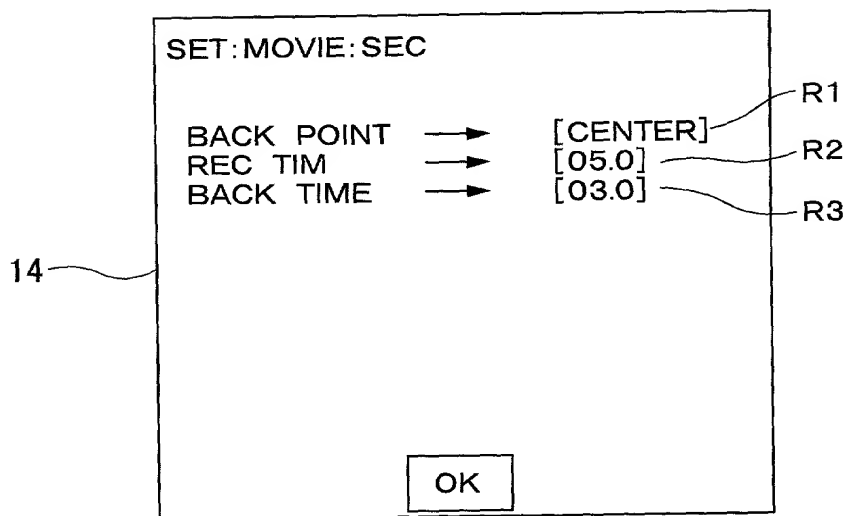 SET:MOVIE:SEC
BACK POINT → [CENTER] R1
REC TIM → [05.0] R2
BACK TIME → [03.0] R3
14
OK